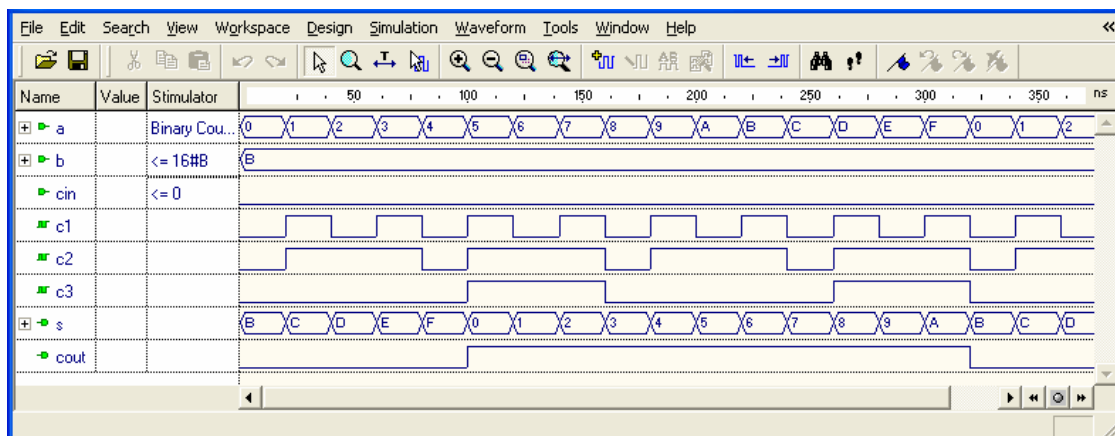 File Edit Search View Workspace Design Simulation Waveform Tools Window Help
Name Value Stimulator 50 100 150 200 250 300 350 ns
a Binary Cou... 0 1 2 3 4 5 6 7 8 9 A B C D E F 0 1 2
b <= 16#B B
cin <= 0
c1
c2
c3
s B C D E F 0 1 2 3 4 5 6 7 8 9 A B C D
cout